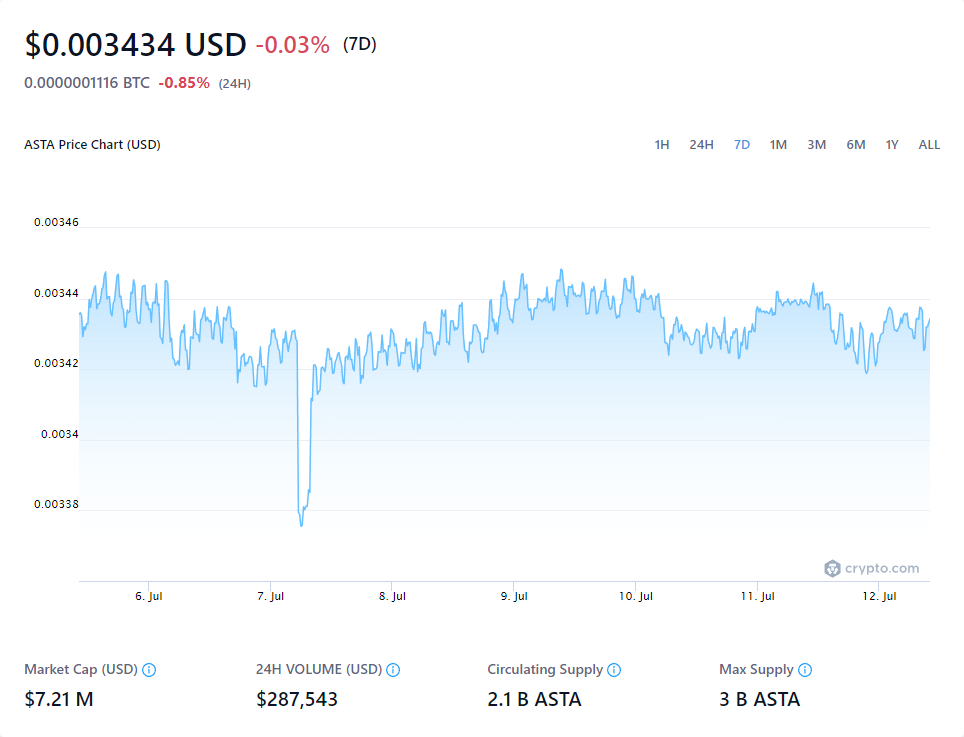 $0.003434 USD -0.03% (7D)
0.0000001116 BTC -0.85% (24H)
ASTA Price Chart (USD) 1H 24H 7D 1M 3M 6M 1Y ALL
0.00346
0.00344
0.00342
0.0034
0.00338
crypto.com
6. Jul 7. Jul 8. Jul 9. Jul 10. Jul 11. Jul 12. Jul
Market Cap (USD) 24H VOLUME (USD) Circulating Supply Max Supply
$7.21 M $287,543 2.1 B ASTA 3 B ASTA